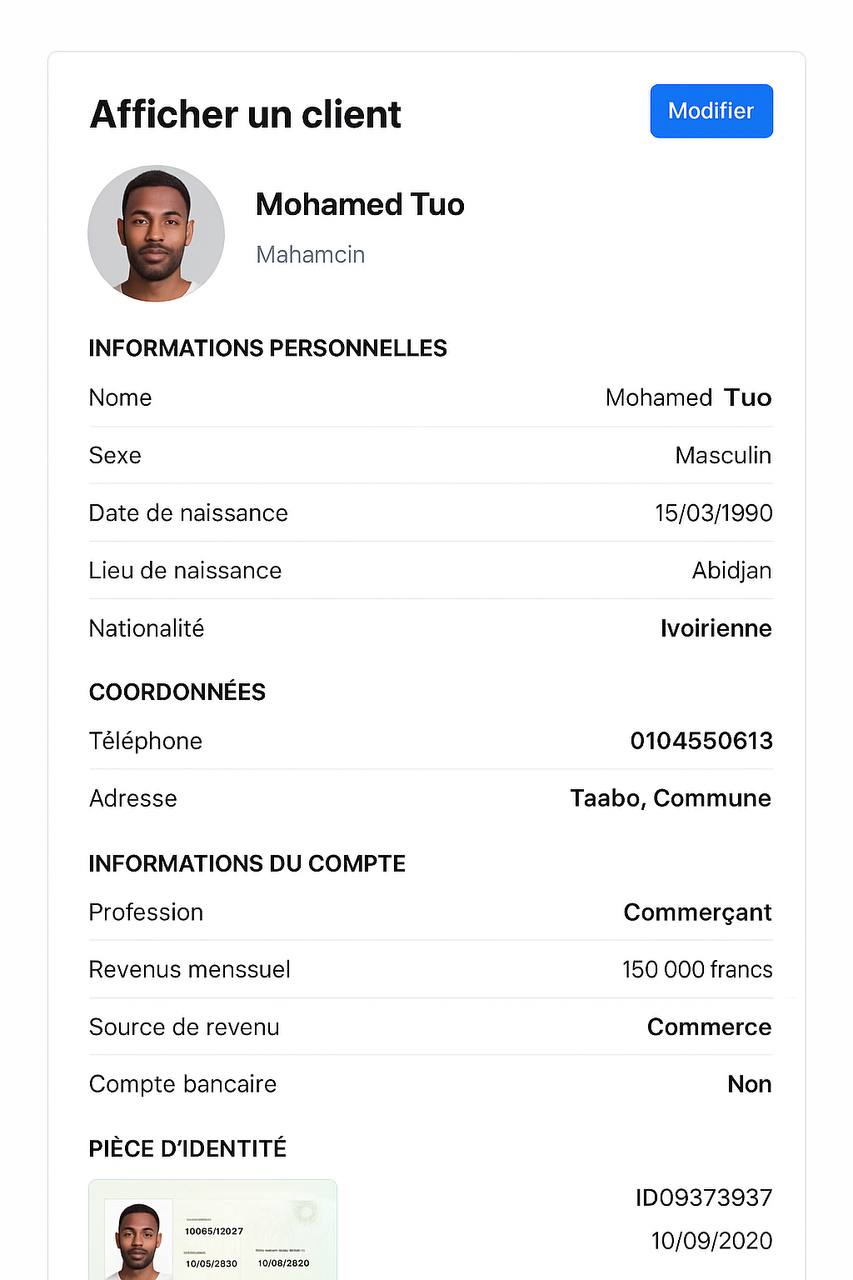 Afficher un client
Modifier
Mohamed Tuo
Mahamcin
INFORMATIONS PERSONNELLES
Nome Mohamed Tuo
Sexe Masculin
Date de naissance 15/03/1990
Lieu de naissance Abidjan
Nationalité Ivoirienne
COORDONNÉES
Téléphone 0104550613
Adresse Taabo, Commune
INFORMATIONS DU COMPTE
Profession Commerçant
Revenus menssuel 150 000 francs
Source de revenu Commerce
Compte bancaire Non
PIÈCE D’IDENTITÉ
ID09373937
10065/12027
10/09/2020
10/05/2830 10/08/2820